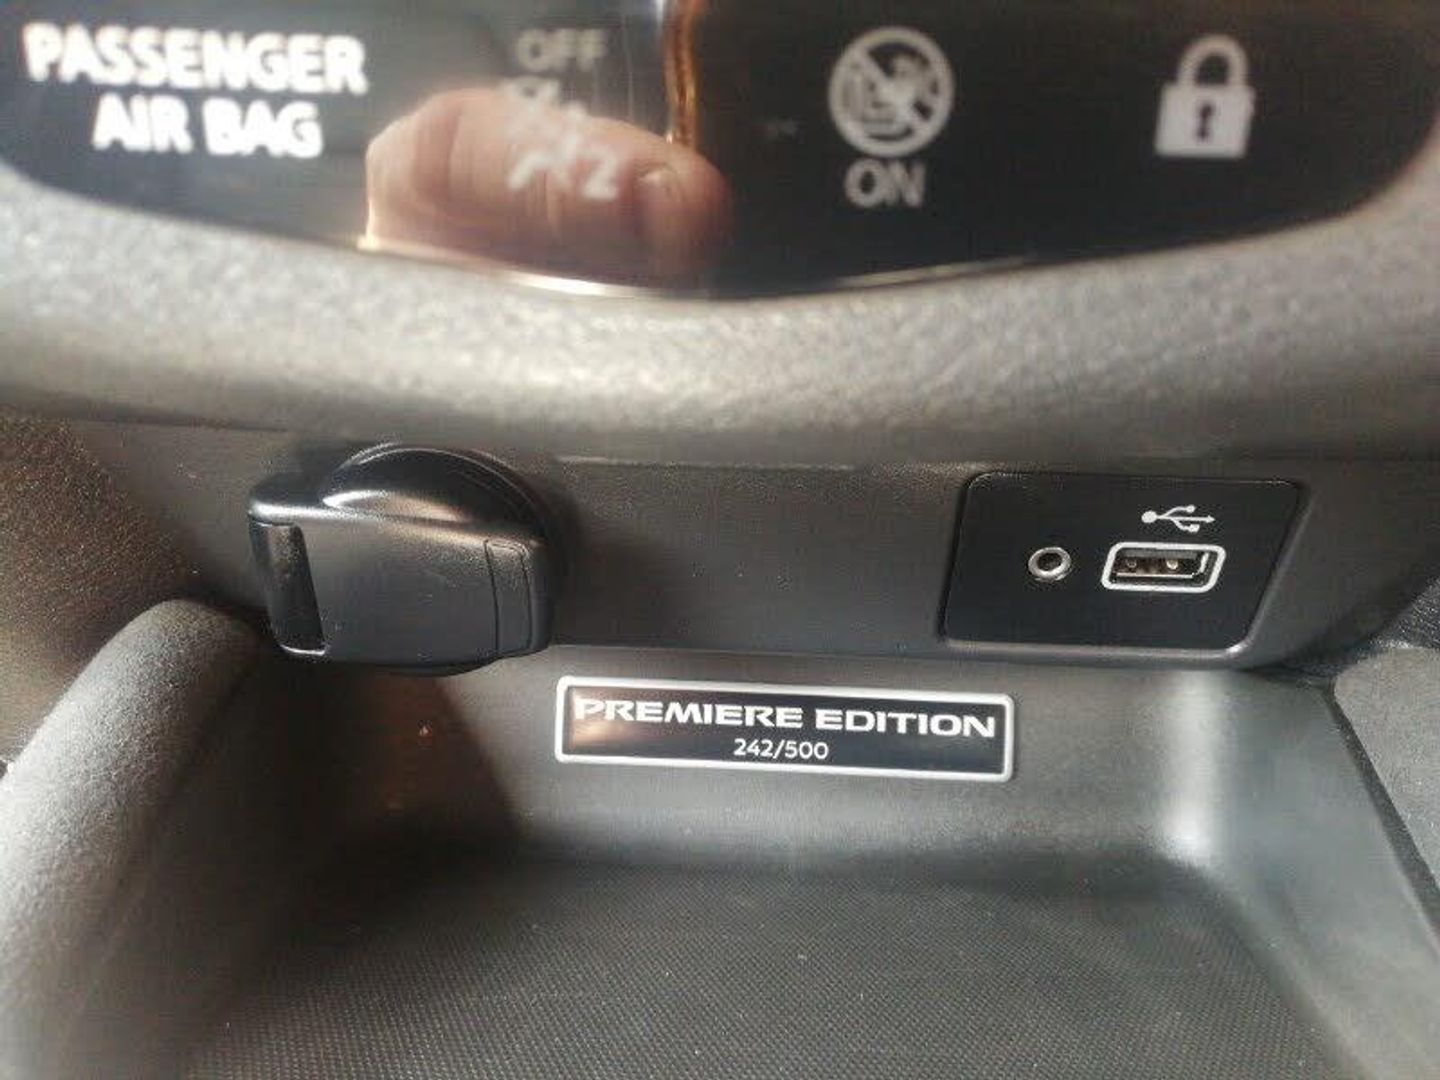 PASSENGER
AIR BAG
OFF
ON
PREMIERE EDITION
242/500